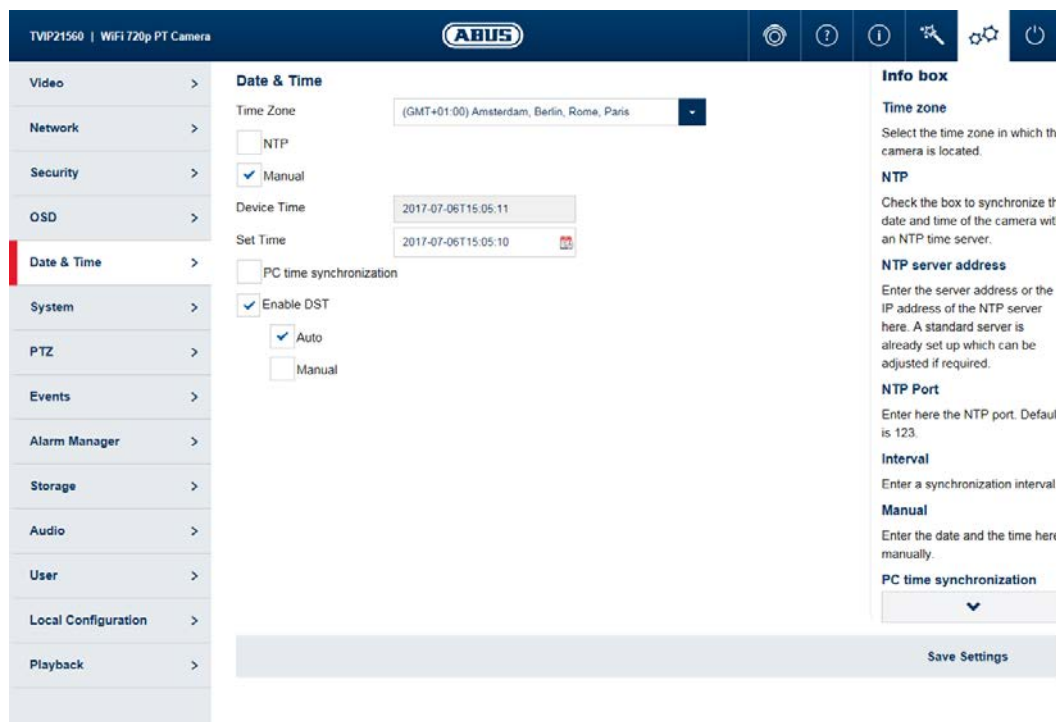 TVIP21560 | WiFi 720p PT Camera
ABUS
Video
Network
Security
OSD
Date & Time
System
PTZ
Events
Alarm Manager
Storage
Audio
User
Local Configuration
Playback
Date & Time
Time Zone (GMT+01:00) Amsterdam, Berlin, Rome, Paris
NTP
Manual
Device Time 2017-07-06T15:05:11
Set Time 2017-07-06T15:05:10
PC time synchronization
Enable DST
Auto
Manual
Info box
Time zone
Select the time zone in which th
camera is located.
NTP
Check the box to synchronize th
date and time of the camera wit
an NTP time server.
NTP server address
Enter the server address or the
IP address of the NTP server
here. A standard server is
already set up which can be
adjusted if required.
NTP Port
Enter here the NTP port. Defaul
is 123.
Interval
Enter a synchronization interval
Manual
Enter the date and the time here
manually.
PC time synchronization
Save Settings